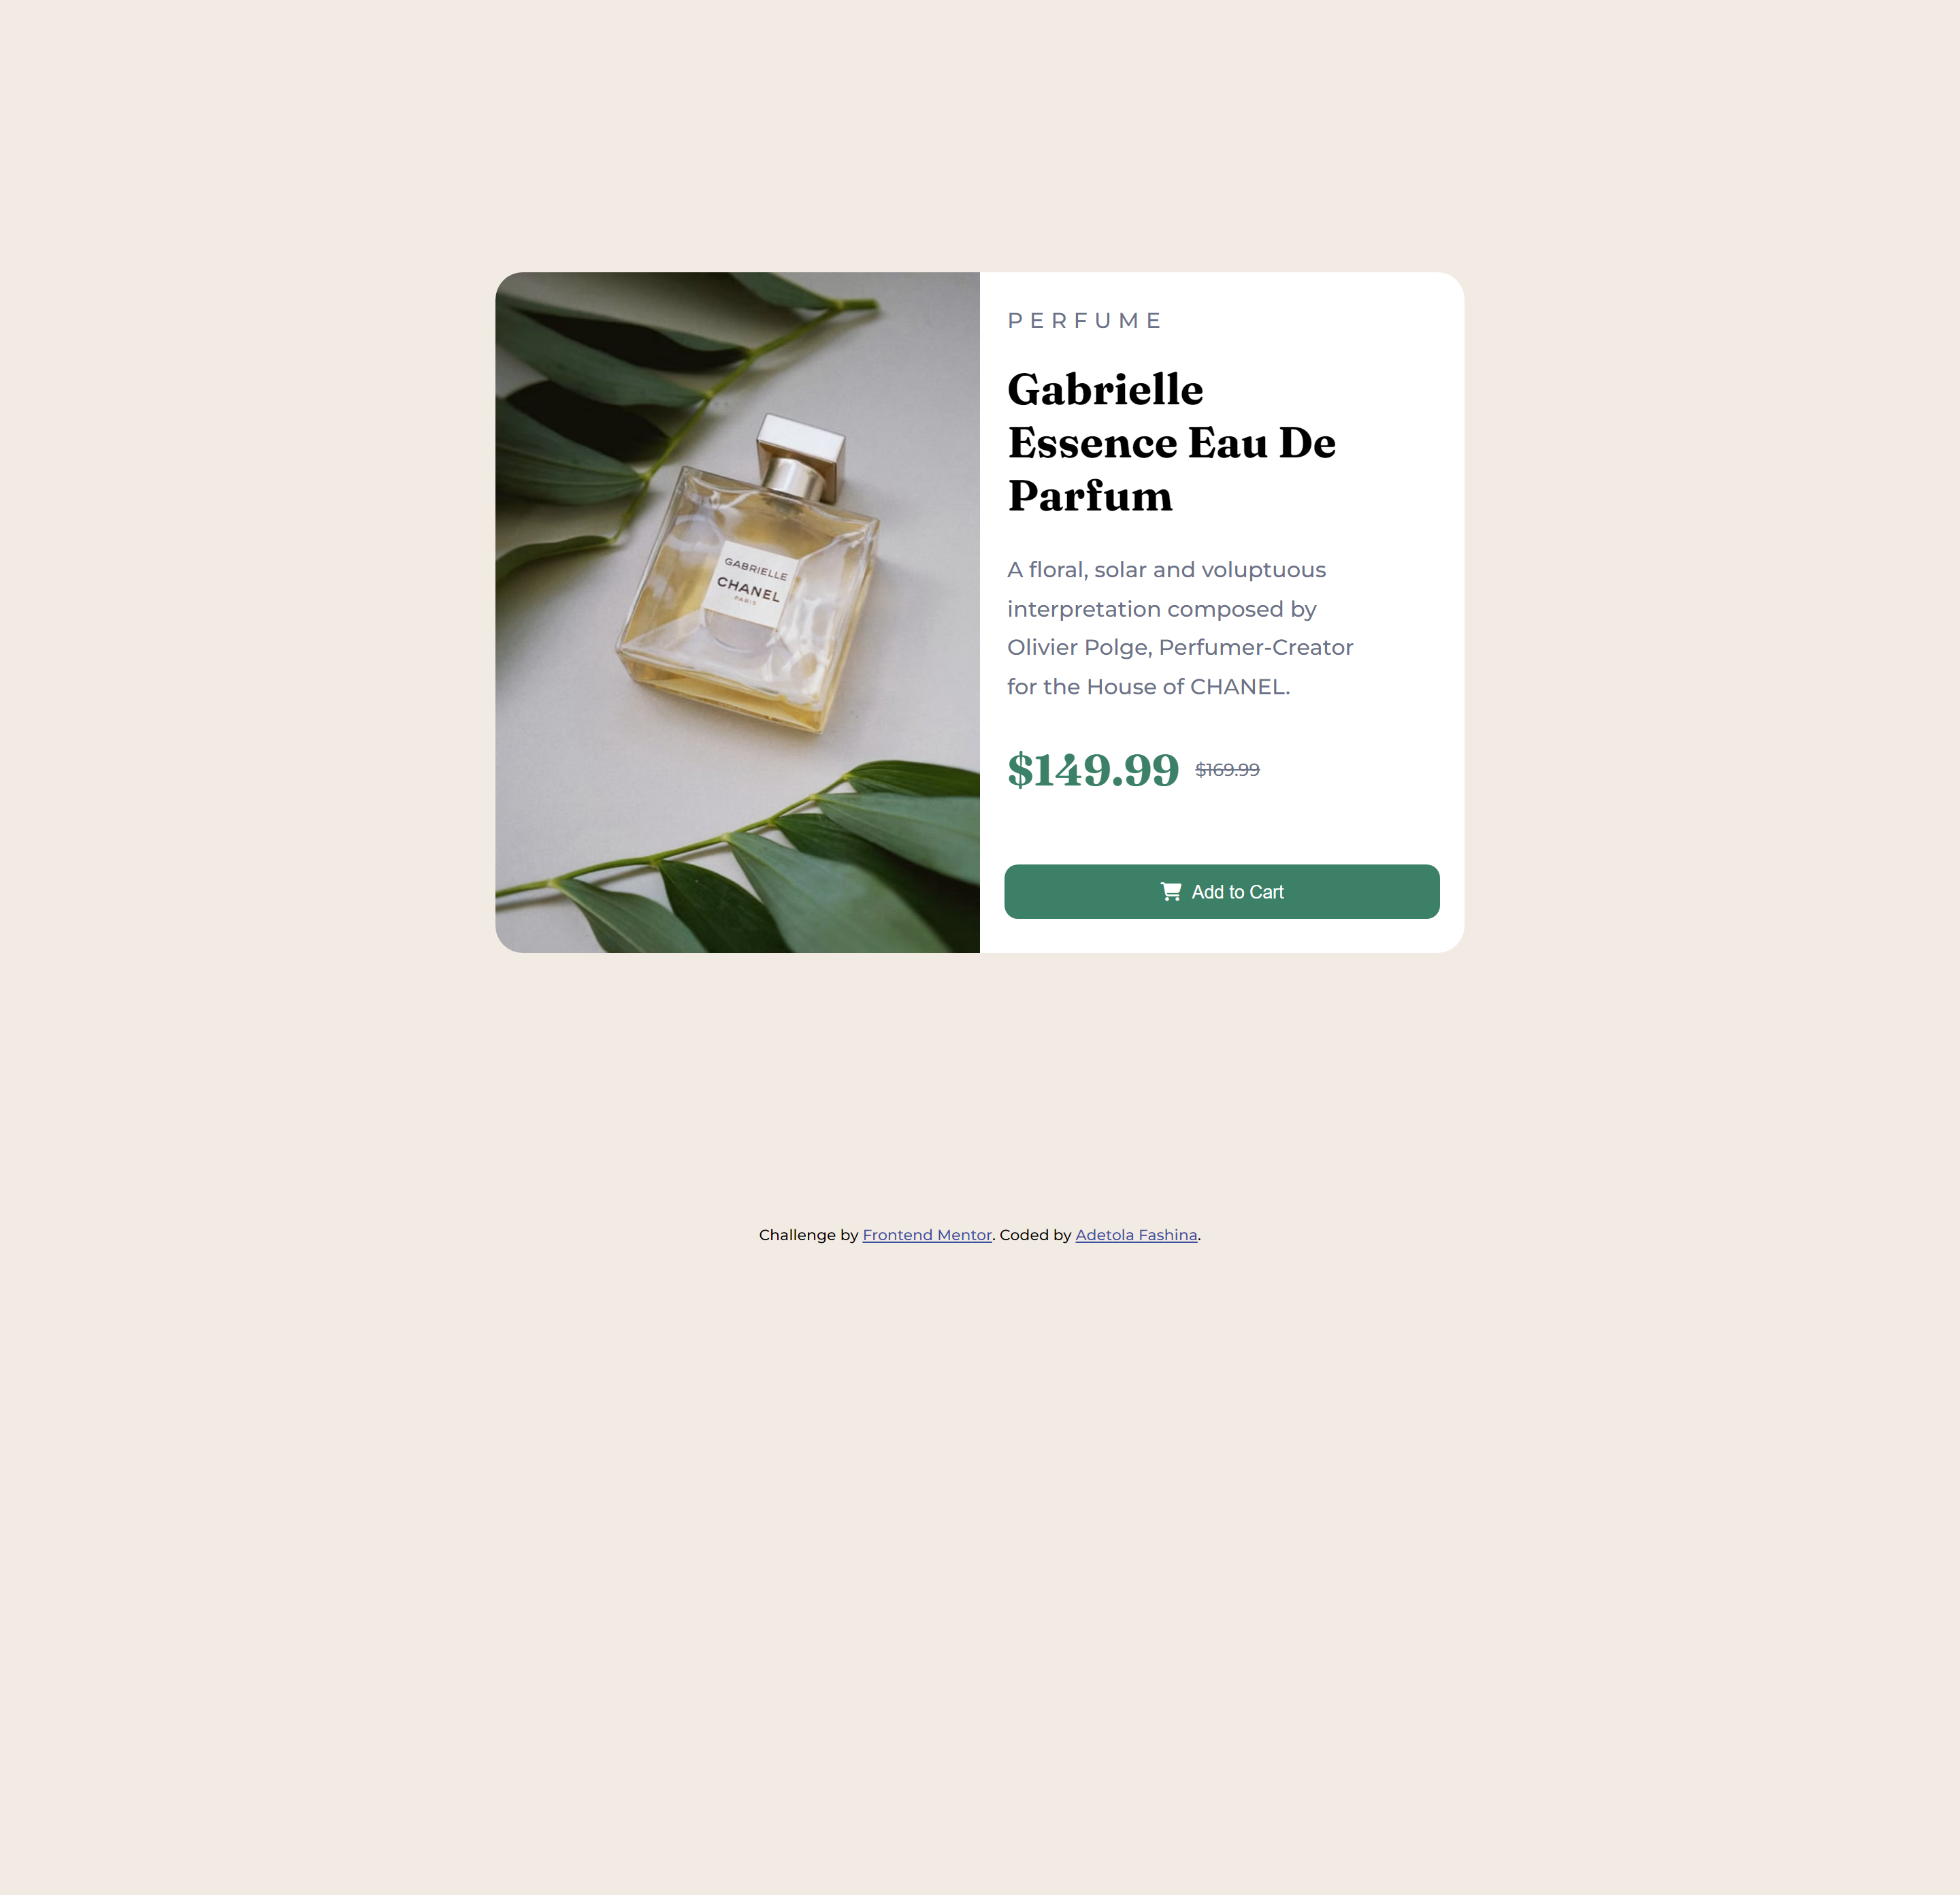 PERFUME
Gabrielle
Essence Eau De
Parfum
GABRIELLE
CHANEL
PARIS
A floral, solar and voluptuous
interpretation composed by
Olivier Polge, Perfumer-Creator
for the House of CHANEL.
$149.99 $169.99
Add to Cart
Challenge by Frontend Mentor. Coded by Adetola Fashina.